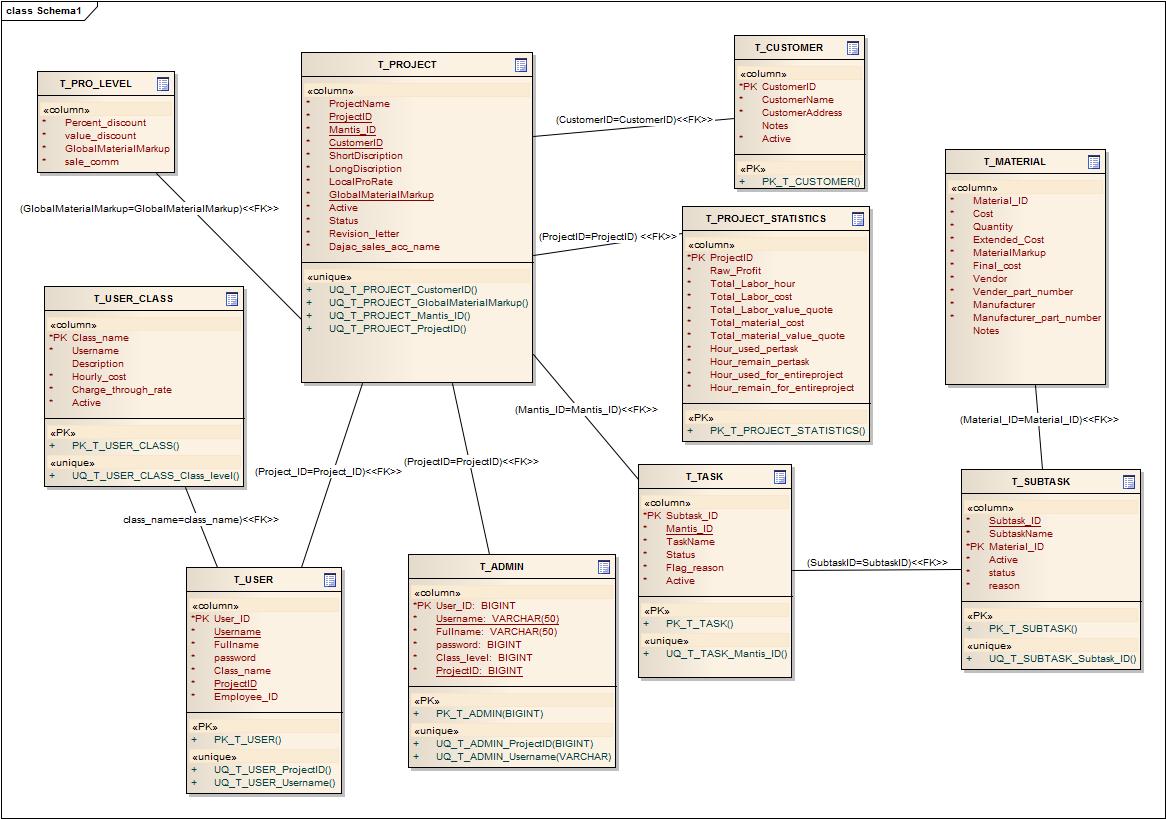 class Schema1
T_PRO_LEVEL
«column»
* Percent_discount
* value_discount
* GlobalMaterialMarkup
* sale_comm
T_PROJECT
«column»
* ProjectName
* ProjectID
* Mantis_ID
* CustomerID
* ShortDiscription
* LongDiscription
* LocalProRate
* GlobalMaterialMarkup
* Active
* Status
* Revision_letter
* Dajac_sales_acc_name
«unique»
+ UQ_T_PROJECT_CustomerID()
+ UQ_T_PROJECT_GlobalMaterialMarkup()
+ UQ_T_PROJECT_Mantis_ID()
+ UQ_T_PROJECT_ProjectID()
T_CUSTOMER
«column»
*PK CustomerID
* CustomerName
* CustomerAddress
Notes
* Active
«PK»
+ PK_T_CUSTOMER()
(CustomerID=CustomerID)<<FK>>
(GlobalMaterialMarkup=GlobalMaterialMarkup)<<FK>>
(ProjectID=ProjectID) <<FK>>
T_PROJECT_STATISTICS
«column»
*PK ProjectID
* Raw_Profit
* Total_Labor_hour
* Total_Labor_cost
* Total_Labor_value_quote
* Total_material_cost
* Total_material_value_quote
* Hour_used_pertask
* Hour_remain_pertask
* Hour_used_for_entireproject
* Hour_remain_for_entireproject
«PK»
+ PK_T_PROJECT_STATISTICS()
T_MATERIAL
«column»
* Material_ID
* Cost
* Quantity
* Extended_Cost
* MaterialMarkup
* Final_cost
* Vendor
* Vender_part_number
* Manufacturer
* Manufacturer_part_number
Notes
T_USER_CLASS
«column»
*PK Class_name
* Username
Description
* Hourly_cost
* Charge_through_rate
* Active
«PK»
+ PK_T_USER_CLASS()
«unique»
+ UQ_T_USER_CLASS_Class_level()
(Mantis_ID=Mantis_ID)<<FK>>
(Material_ID=Material_ID)<<FK>>
(Project_ID=Project_ID)<<FK>>
(ProjectID=ProjectID)<<FK>>
class_name=class_name)<<FK>>
T_USER
«column»
*PK User_ID
* Username
* Fullname
* password
* Class_name
* ProjectID
* Employee_ID
«PK»
+ PK_T_USER()
«unique»
+ UQ_T_USER_ProjectID()
+ UQ_T_USER_Username()
T_ADMIN
«column»
*PK User_ID: BIGINT
* Username: VARCHAR(50)
* Fullname: VARCHAR(50)
* password: BIGINT
* Class_level: BIGINT
* ProjectID: BIGINT
«PK»
+ PK_T_ADMIN(BIGINT)
«unique»
+ UQ_T_ADMIN_ProjectID(BIGINT)
+ UQ_T_ADMIN_Username(VARCHAR)
T_TASK
«column»
*PK Subtask_ID
* Mantis_ID
* TaskName
* Status
* Flag_reason
* Active
«PK»
+ PK_T_TASK()
«unique»
+ UQ_T_TASK_Mantis_ID()
(SubtaskID=SubtaskID)<<FK>>
T_SUBTASK
«column»
* Subtask_ID
* SubtaskName
*PK Material_ID
* Active
* status
* reason
«PK»
+ PK_T_SUBTASK()
«unique»
+ UQ_T_SUBTASK_Subtask_ID()